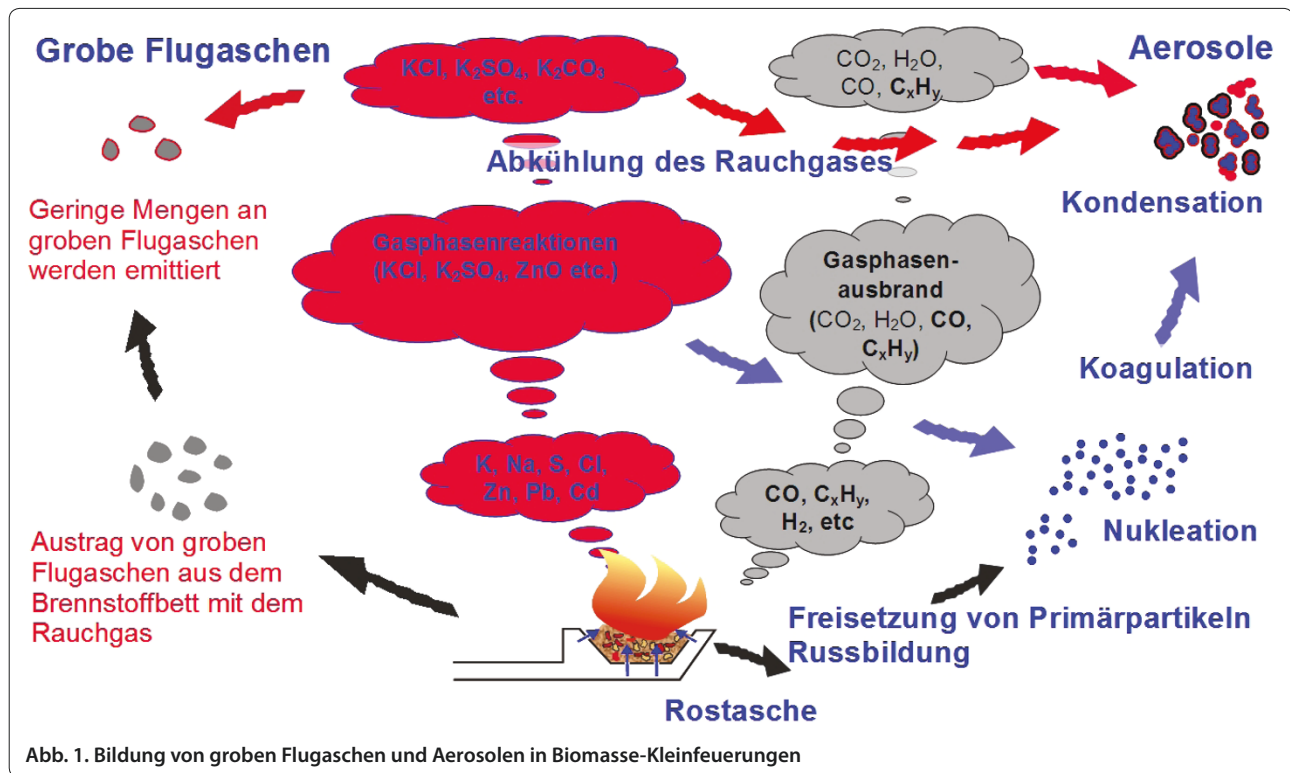 Grobe Flugaschen
KCl, K₂SO₄, K₂CO₃
etc.
CO₂, H₂O,
CO, CₓHᵧ
Aerosole
Abkühlung des Rauchgases
Kondensation
Geringe Mengen an
groben Flugaschen
werden emittiert
Gasphasenreaktionen
(KCl, K₂SO₄, ZnO etc.)
Gasphasen-
ausbrand
(CO₂, H₂O, CO,
CₓHᵧ)
Koagulation
K, Na, S, Cl,
Zn, Pb, Cd
CO, CₓHᵧ,
H₂, etc
Nukleation
Austrag von groben
Flugaschen aus dem
Brennstoffbett mit dem
Rauchgas
Freisetzung von Primärpartikeln
Russbildung
Rostasche
Abb. 1. Bildung von groben Flugaschen und Aerosolen in Biomasse-Kleinfeuerungen